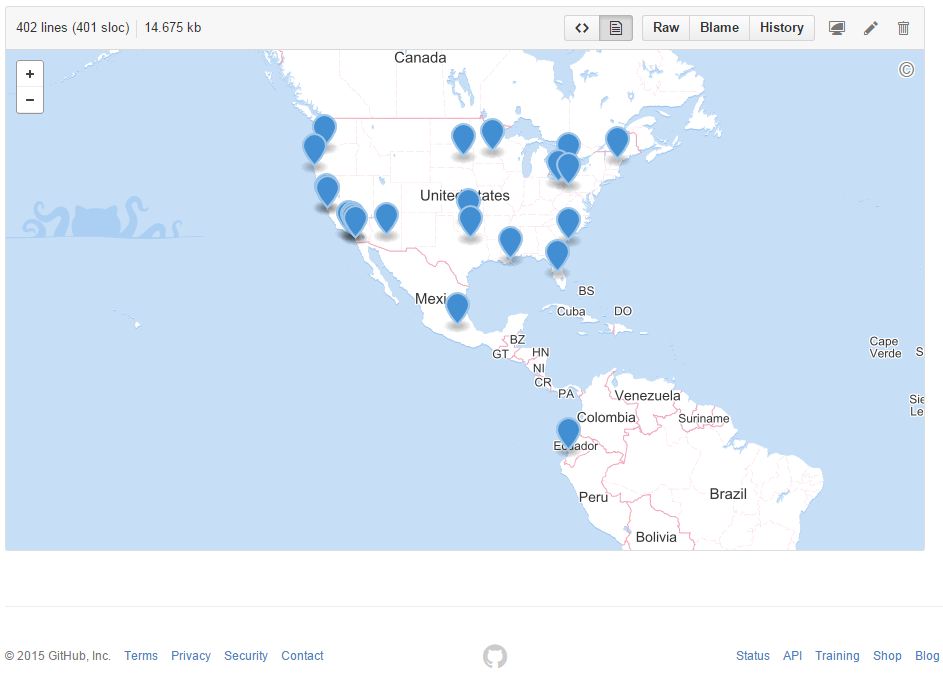 402 lines (401 sloc) 14.675 kb
Raw Blame History
+
-
©
Canada
United States
Mexi
BS
Cuba
DO
BZ
GT
HN
NI
CR
PA
Cape
Verde
S
Sie
Le
Venezuela
Colombia
Suriname
Ecuador
Peru
Brazil
Bolivia
© 2015 GitHub, Inc. Terms Privacy Security Contact
Status API Training Shop Blog